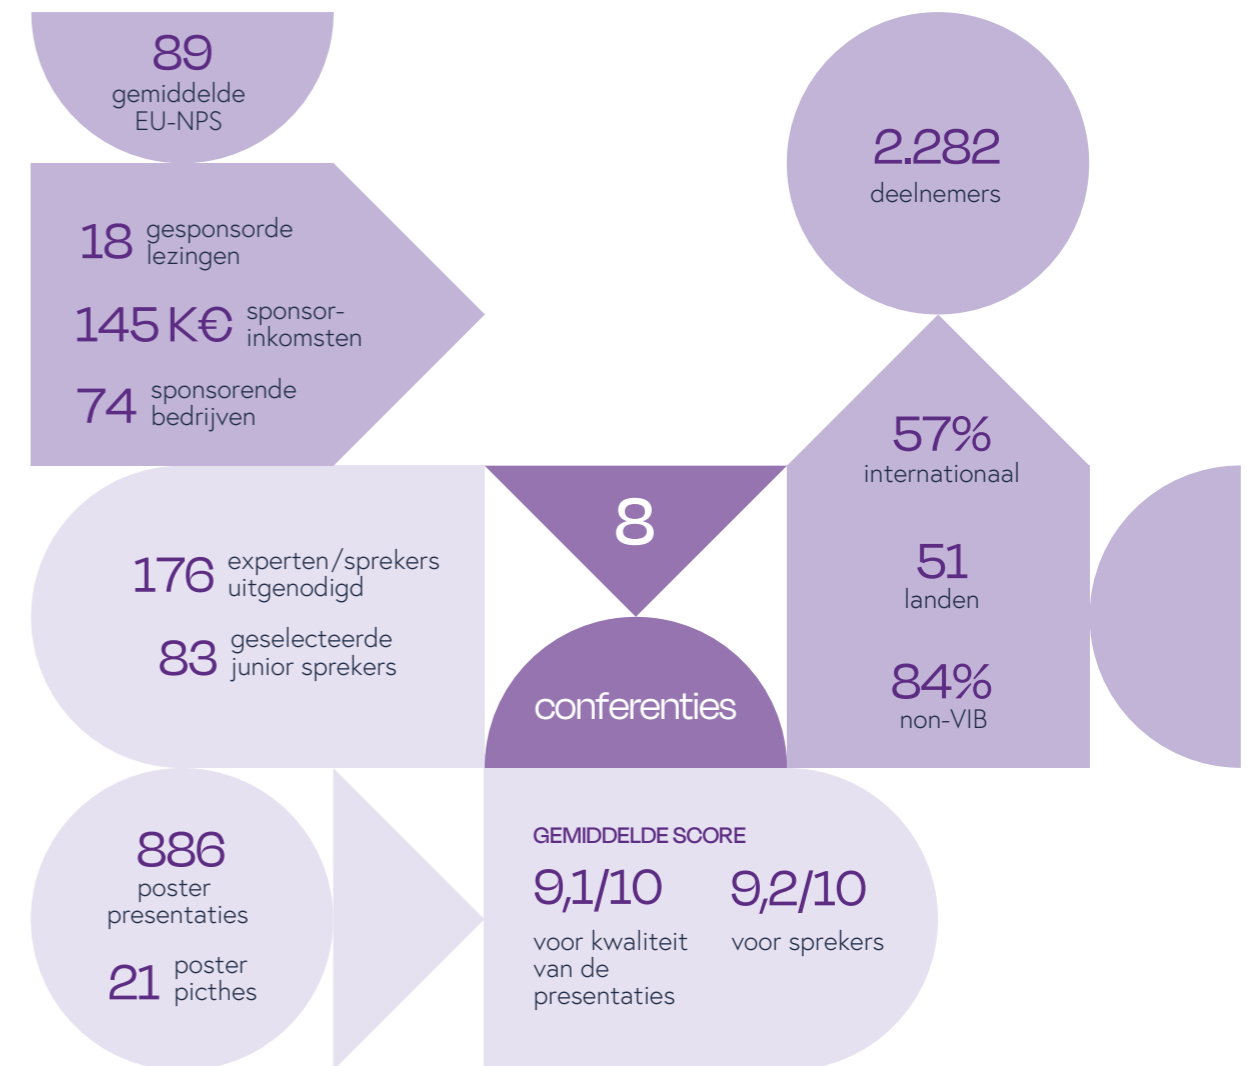 89
gemiddelde
EU-NPS
18 gesponsorde
lezingen
145 K€ sponsor-
inkomsten
74 sponsorende
bedrijven
2.282
deelnemers
57%
internationaal
51
landen
84%
non-VIB
176 experten/sprekers
uitgenodigd
83 geselecteerde
junior sprekers
8
conferenties
886
poster
presentaties
21 poster
picthes
GEMIDDELDE SCORE
9,1/10
voor kwaliteit
van de
presentaties
9,2/10
voor sprekers